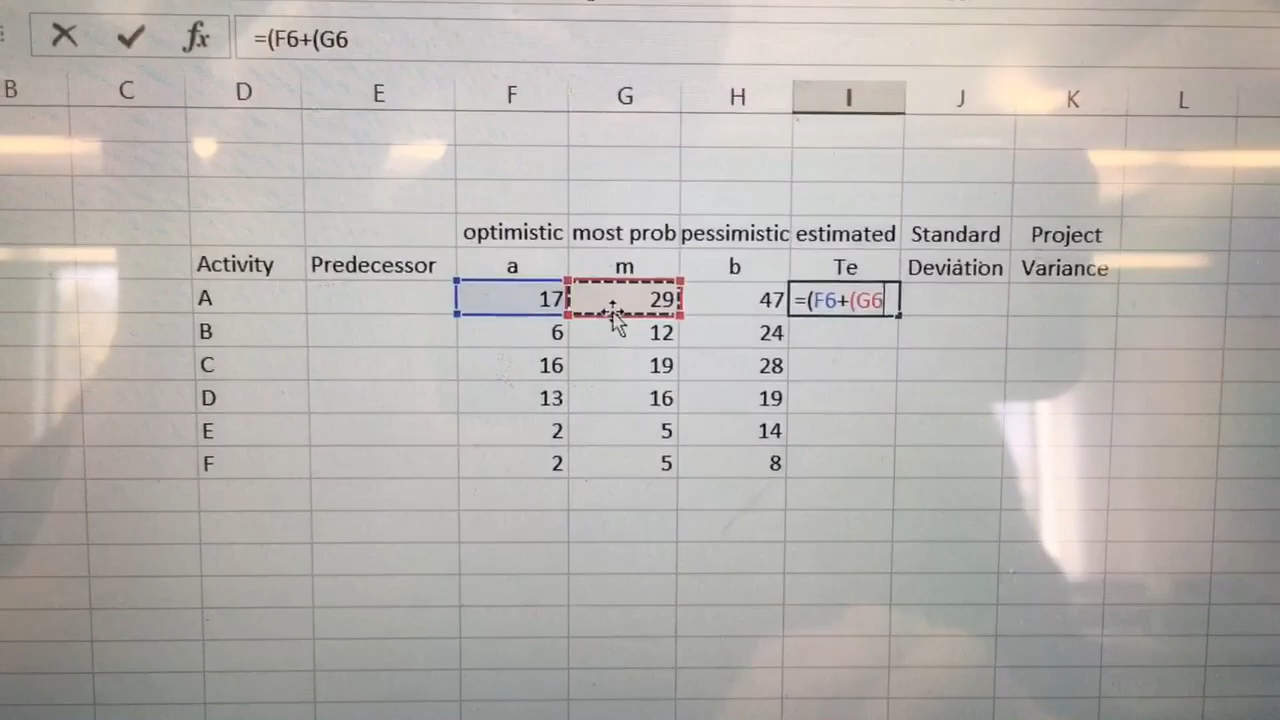 fx =(F6+(G6
B C D E F G H I J K L
optimistic most prob pessimistic estimated Standard Project
Activity Predecessor a m b Te Deviation Variance
A 17 29 47 =(F6+(G6
B 6 12 24
C 16 19 28
D 13 16 19
E 2 5 14
F 2 5 8